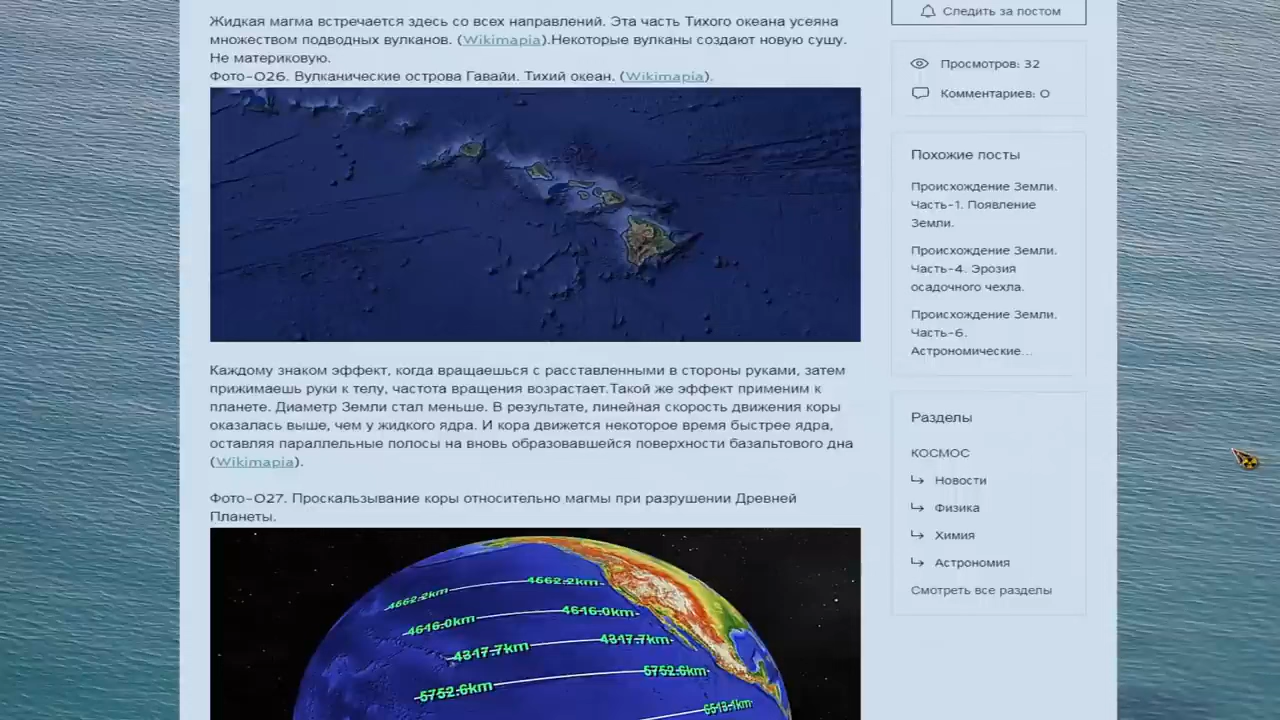 Жидкая магма встречается здесь со всех направлений. Эта часть Тихого океана усеяна
множеством подводных вулканов. (Wikimapia).Некоторые вулканы создают новую сушу.
Не материковую.
Фото-026. Вулканические острова Гавайи. Тихий океан. (Wikimapia).
Каждому знаком эффект, когда вращаешься с расставленными в стороны руками, затем
прижимаешь руки к телу, частота вращения возрастает.Такой же эффект применим к
планете. Диаметр Земли стал меньше. В результате, линейная скорость движения коры
оказалась выше, чем у жидкого ядра. И кора движется некоторое время быстрее ядра,
оставляя параллельные полосы на вновь образовавшейся поверхности базальтового дна
(Wikimapia).
Фото-027. Проскальзывание коры относительно магмы при разрушении Древней
Планеты.
4662.2km 4662.2km
4616.0km 4616.0km
4317.7km 4317.7km
5752.6km 5752.6km
6513.1km
Следить за постом
Просмотров: 32
Комментариев: 0
Похожие посты
Происхождение Земли.
Часть-1. Появление
Земли.
Происхождение Земли.
Часть-4. Эрозия
осадочного чехла.
Происхождение Земли.
Часть-6.
Астрономические...
Разделы
КОСМОС
Новости
Физика
Химия
Астрономия
Смотреть все разделы